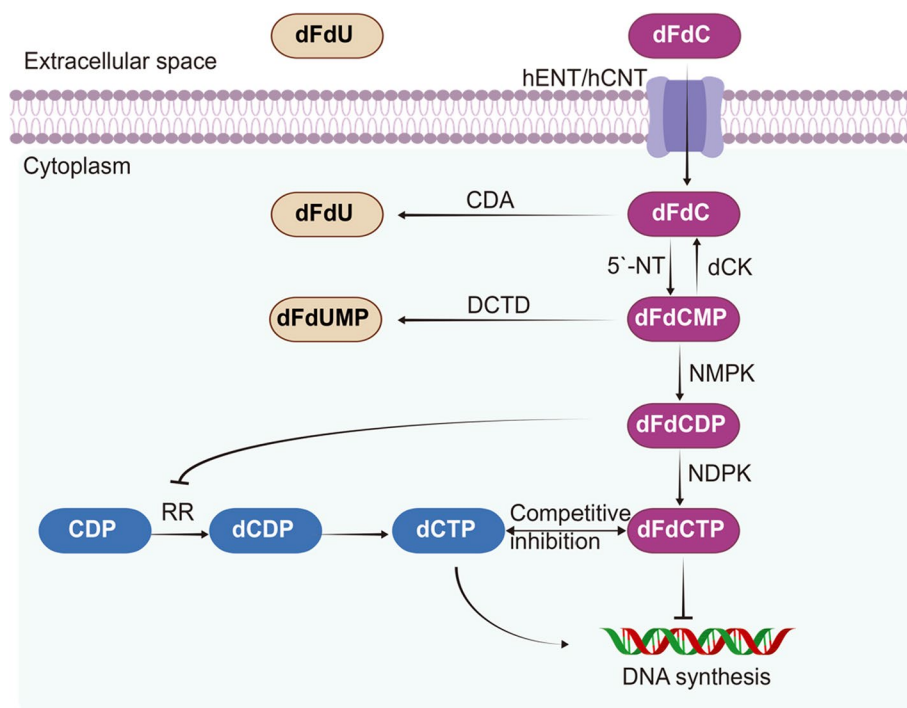 dFdU
dFdC
Extracellular space
hENT/hCNT
Cytoplasm
dFdU
CDA
dFdC
5`-NT
dCK
dFdUMP
DCTD
dFdCMP
NMPK
dFdCDP
NDPK
CDP
RR
dCDP
dCTP
Competitive
inhibition
dFdCTP
DNA synthesis